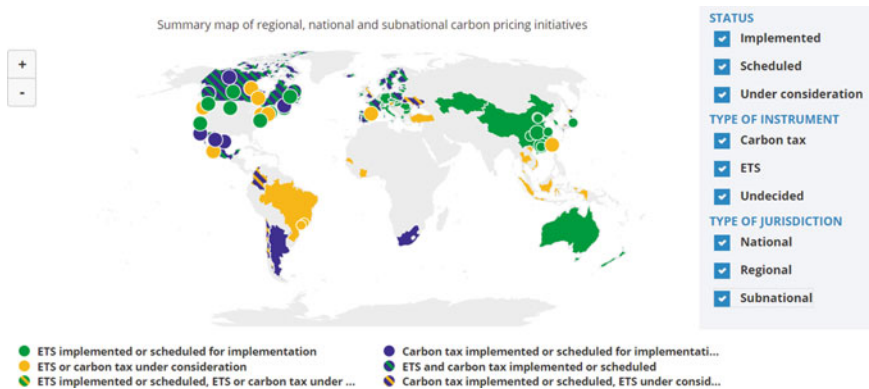 Summary map of regional, national and subnational carbon pricing initiatives
+
-
STATUS
Implemented
Scheduled
Under consideration
TYPE OF INSTRUMENT
Carbon tax
ETS
Undecided
TYPE OF JURISDICTION
National
Regional
Subnational
ETS implemented or scheduled for implementation
ETS or carbon tax under consideration
ETS implemented or scheduled, ETS or carbon tax under ...
Carbon tax implemented or scheduled for implementati...
ETS and carbon tax implemented or scheduled
Carbon tax implemented or scheduled, ETS under consid...